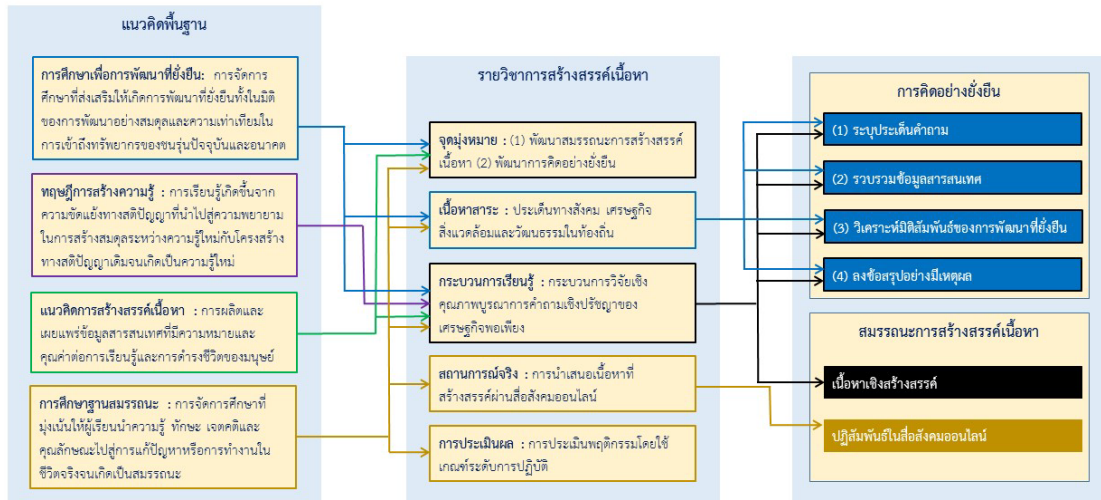 แนวคิดพื้นฐาน
การศึกษาเพื่อการพัฒนาที่ยั่งยืน: การจัดการ
ศึกษาที่ส่งเสริมให้เกิดการพัฒนาที่ยั่งยืนทั้งในมิติ
ของการพัฒนาอย่างสมดุลและความเท่าเทียมใน
การเข้าถึงทรัพยากรของชนรุ่นปัจจุบันและอนาคต
ทฤษฎีการสร้างความรู้ : การเรียนรู้เกิดขึ้นจาก
ความขัดแย้งทางสติปัญญาที่นำไปสู่ความพยายาม
ในการสร้างสมดุลระหว่างความรู้ใหม่กับโครงสร้าง
ทางสติปัญญาเดิมจนเกิดเป็นความรู้ใหม่
แนวคิดการสร้างสรรค์เนื้อหา : การผลิตและ
เผยแพร่ข้อมูลสารสนเทศที่มีความหมายและ
คุณค่าต่อการเรียนรู้และการดำรงชีวิตของมนุษย์
การศึกษาฐานสมรรถนะ : การจัดการศึกษาที่
มุ่งเน้นให้ผู้เรียนนำความรู้ ทักษะ เจตคติและ
คุณลักษณะไปสู่การแก้ปัญหาหรือการทำงานใน
ชีวิตจริงจนเกิดเป็นสมรรถนะ
รายวิชาการสร้างสรรค์เนื้อหา
จุดมุ่งหมาย : (1) พัฒนาสมรรถนะการสร้างสรรค์
เนื้อหา (2) พัฒนาการคิดอย่างยั่งยืน
เนื้อหาสาระ : ประเด็นทางสังคม เศรษฐกิจ
สิ่งแวดล้อมและวัฒนธรรมในท้องถิ่น
กระบวนการเรียนรู้ : กระบวนการวิจัยเชิง
คุณภาพบูรณาการคำถามเชิงปรัชญาของ
เศรษฐกิจพอเพียง
สถานการณ์จริง : การนำเสนอเนื้อหาที่
สร้างสรรค์ผ่านสื่อสังคมออนไลน์
การประเมินผล : การประเมินพฤติกรรมโดยใช้
เกณฑ์ระดับการปฏิบัติ
การคิดอย่างยั่งยืน
(1) ระบุประเด็นคำถาม
(2) รวบรวมข้อมูลสารสนเทศ
(3) วิเคราะห์มิติสัมพันธ์ของการพัฒนาที่ยั่งยืน
(4) ลงข้อสรุปอย่างมีเหตุผล
สมรรถนะการสร้างสรรค์เนื้อหา
เนื้อหาเชิงสร้างสรรค์
ปฏิสัมพันธ์ในสื่อสังคมออนไลน์